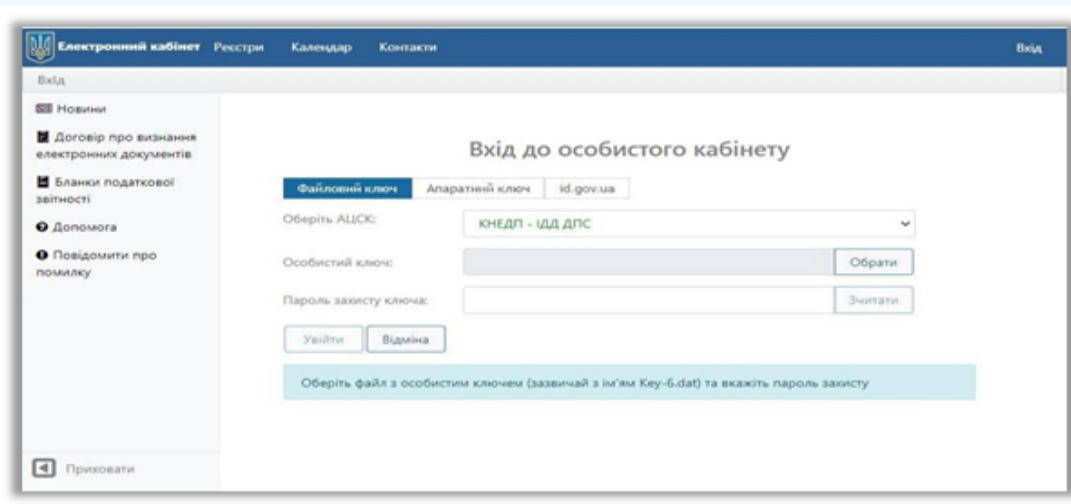 Електронний кабінет Реєстри Календар Контакти Вхід
Вхід
Новини
Договір про визнання
електронних документів
Бланки податкової
звітності
Допомога
Повідомити про
помилку
Вхід до особистого кабінету
Файловий ключ Апаратний ключ id.gov.ua
Оберіть АЦСК: КНЕДП - ІДД ДПС
Особистий ключ: Обрати
Пароль захисту ключа: Зчитати
Увійти Відміна
Оберіть файл з особистим ключем (зазвичай з ім'ям Key-6.dat) та вкажіть пароль захисту
Приховати